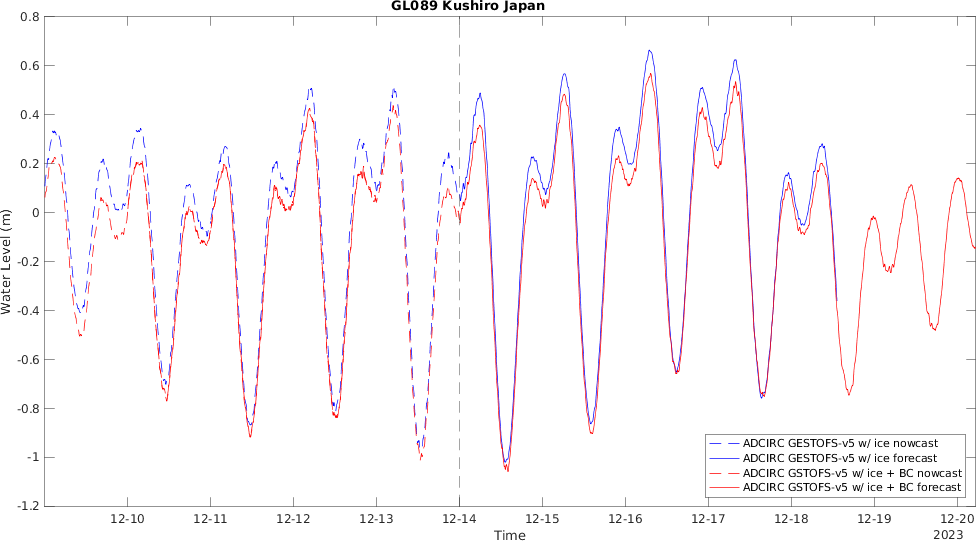 GL089 Kushiro Japan
0.8
0.6
0.4
0.2
0
-0.2
-0.4
-0.6
-0.8
-1
-1.2
Water Level (m)
ADCIRC GESTOFS-v5 w/ ice nowcast
ADCIRC GESTOFS-v5 w/ ice forecast
ADCIRC GSTOFS-v5 w/ ice + BC nowcast
ADCIRC GSTOFS-v5 w/ ice + BC forecast
12-10 12-11 12-12 12-13 12-14 12-15 12-16 12-17 12-18 12-19 12-20
Time 2023